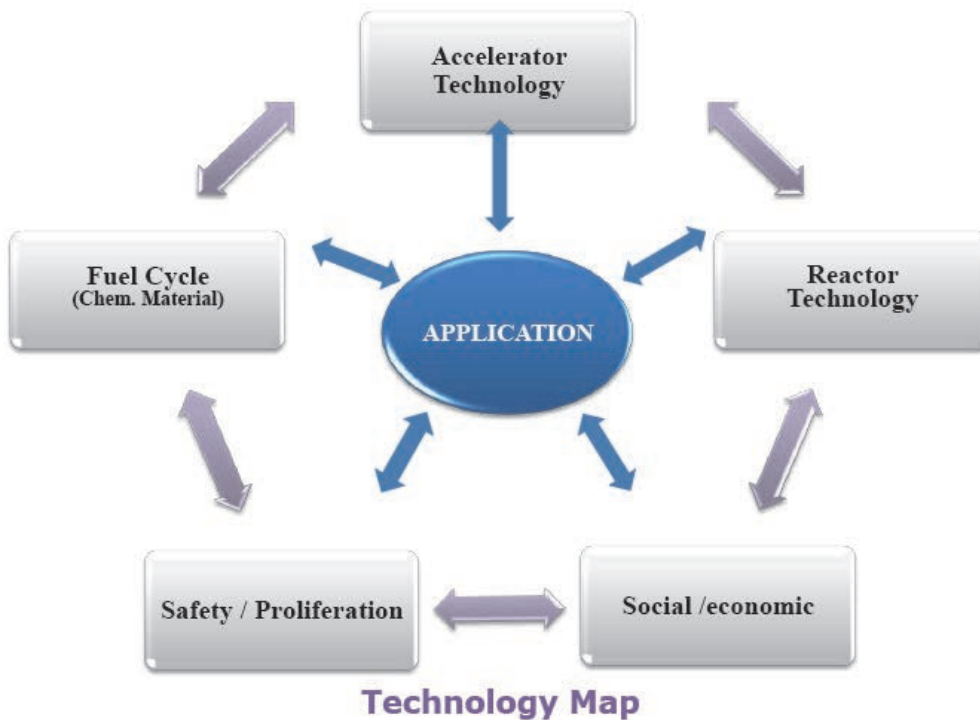 Accelerator
Technology
Fuel Cycle
(Chem. Material)
APPLICATION
Reactor
Technology
Safety / Proliferation
Social /economic
Technology Map